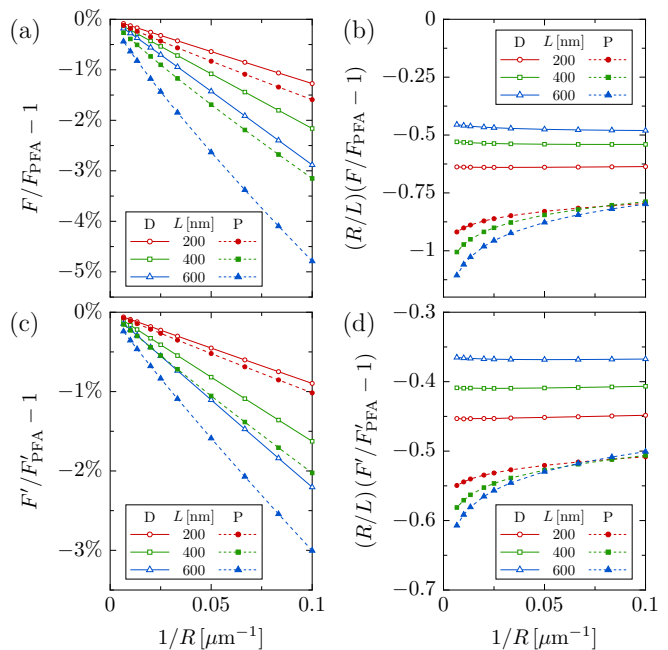 (a)
F/F_PFA − 1
0%
−1%
−2%
−3%
−4%
−5%
D L [nm] P
200
400
600
(b)
(R/L)(F/F_PFA − 1)
0
−0.25
−0.5
−0.75
−1
D L [nm] P
200
400
600
(c)
F′/F′_PFA − 1
0%
−1%
−2%
−3%
D L [nm] P
200
400
600
0 0.05 0.1
1/R [μm⁻¹]
(d)
(R/L)(F′/F′_PFA − 1)
−0.3
−0.4
−0.5
−0.6
−0.7
D L [nm] P
200
400
600
0 0.05 0.1
1/R [μm⁻¹]